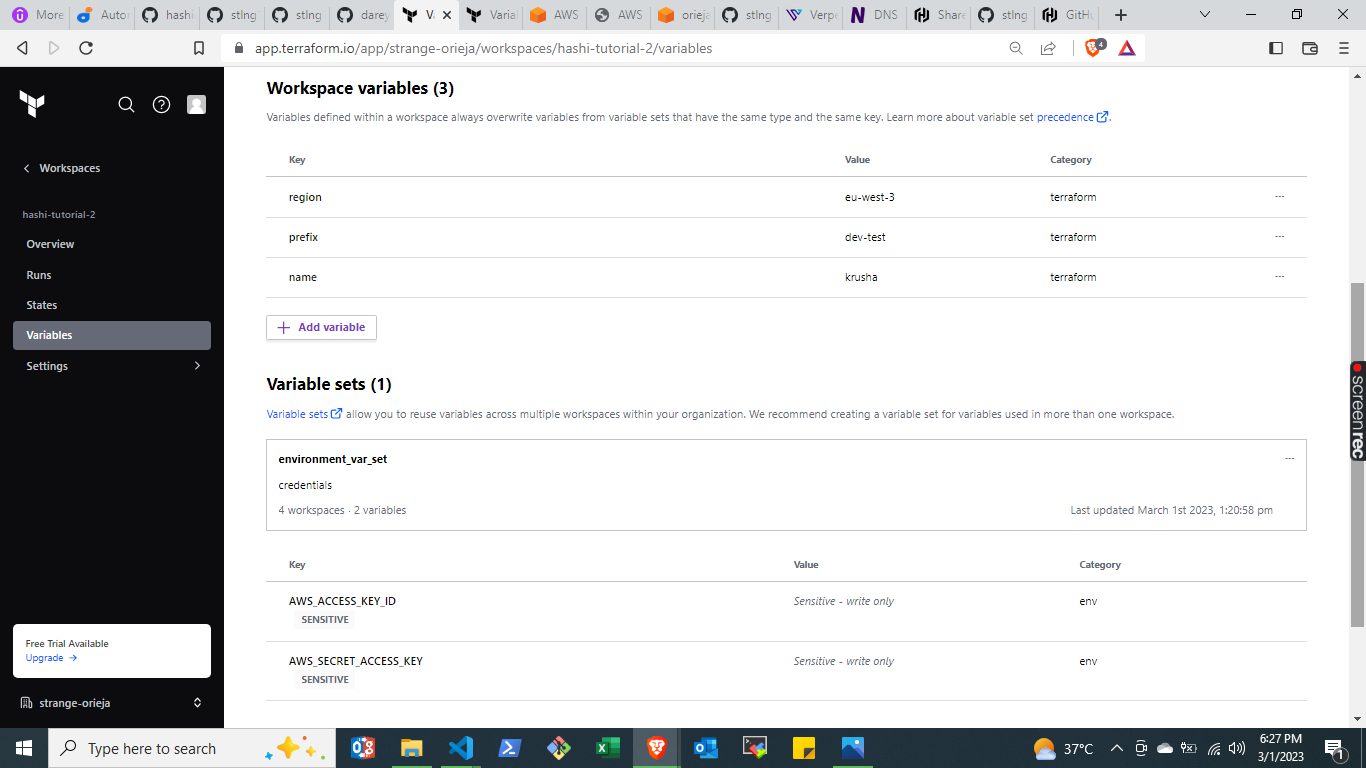 More
Autor
hashi
stlng
stlng
darey
Va
Varial
AWS
AWS
orieja
stlng
Verpe
DNS
Share
stlng
GitHu
app.terraform.io/app/strange-orieja/workspaces/hashi-tutorial-2/variables
4
Workspaces
hashi-tutorial-2
Overview
Runs
States
Variables
Settings
Free Trial Available
Upgrade →
strange-orieja
Workspace variables (3)
Variables defined within a workspace always overwrite variables from variable sets that have the same type and the same key. Learn more about variable set precedence.
Key Value Category
region eu-west-3 terraform
prefix dev-test terraform
name krusha terraform
+ Add variable
Variable sets (1)
Variable sets allow you to reuse variables across multiple workspaces within your organization. We recommend creating a variable set for variables used in more than one workspace.
environment_var_set
credentials
4 workspaces · 2 variables Last updated March 1st 2023, 1:20:58 pm
Key Value Category
AWS_ACCESS_KEY_ID Sensitive - write only env
SENSITIVE
AWS_SECRET_ACCESS_KEY Sensitive - write only env
SENSITIVE
screenrec
Type here to search
37°C
6:27 PM
3/1/2023
1